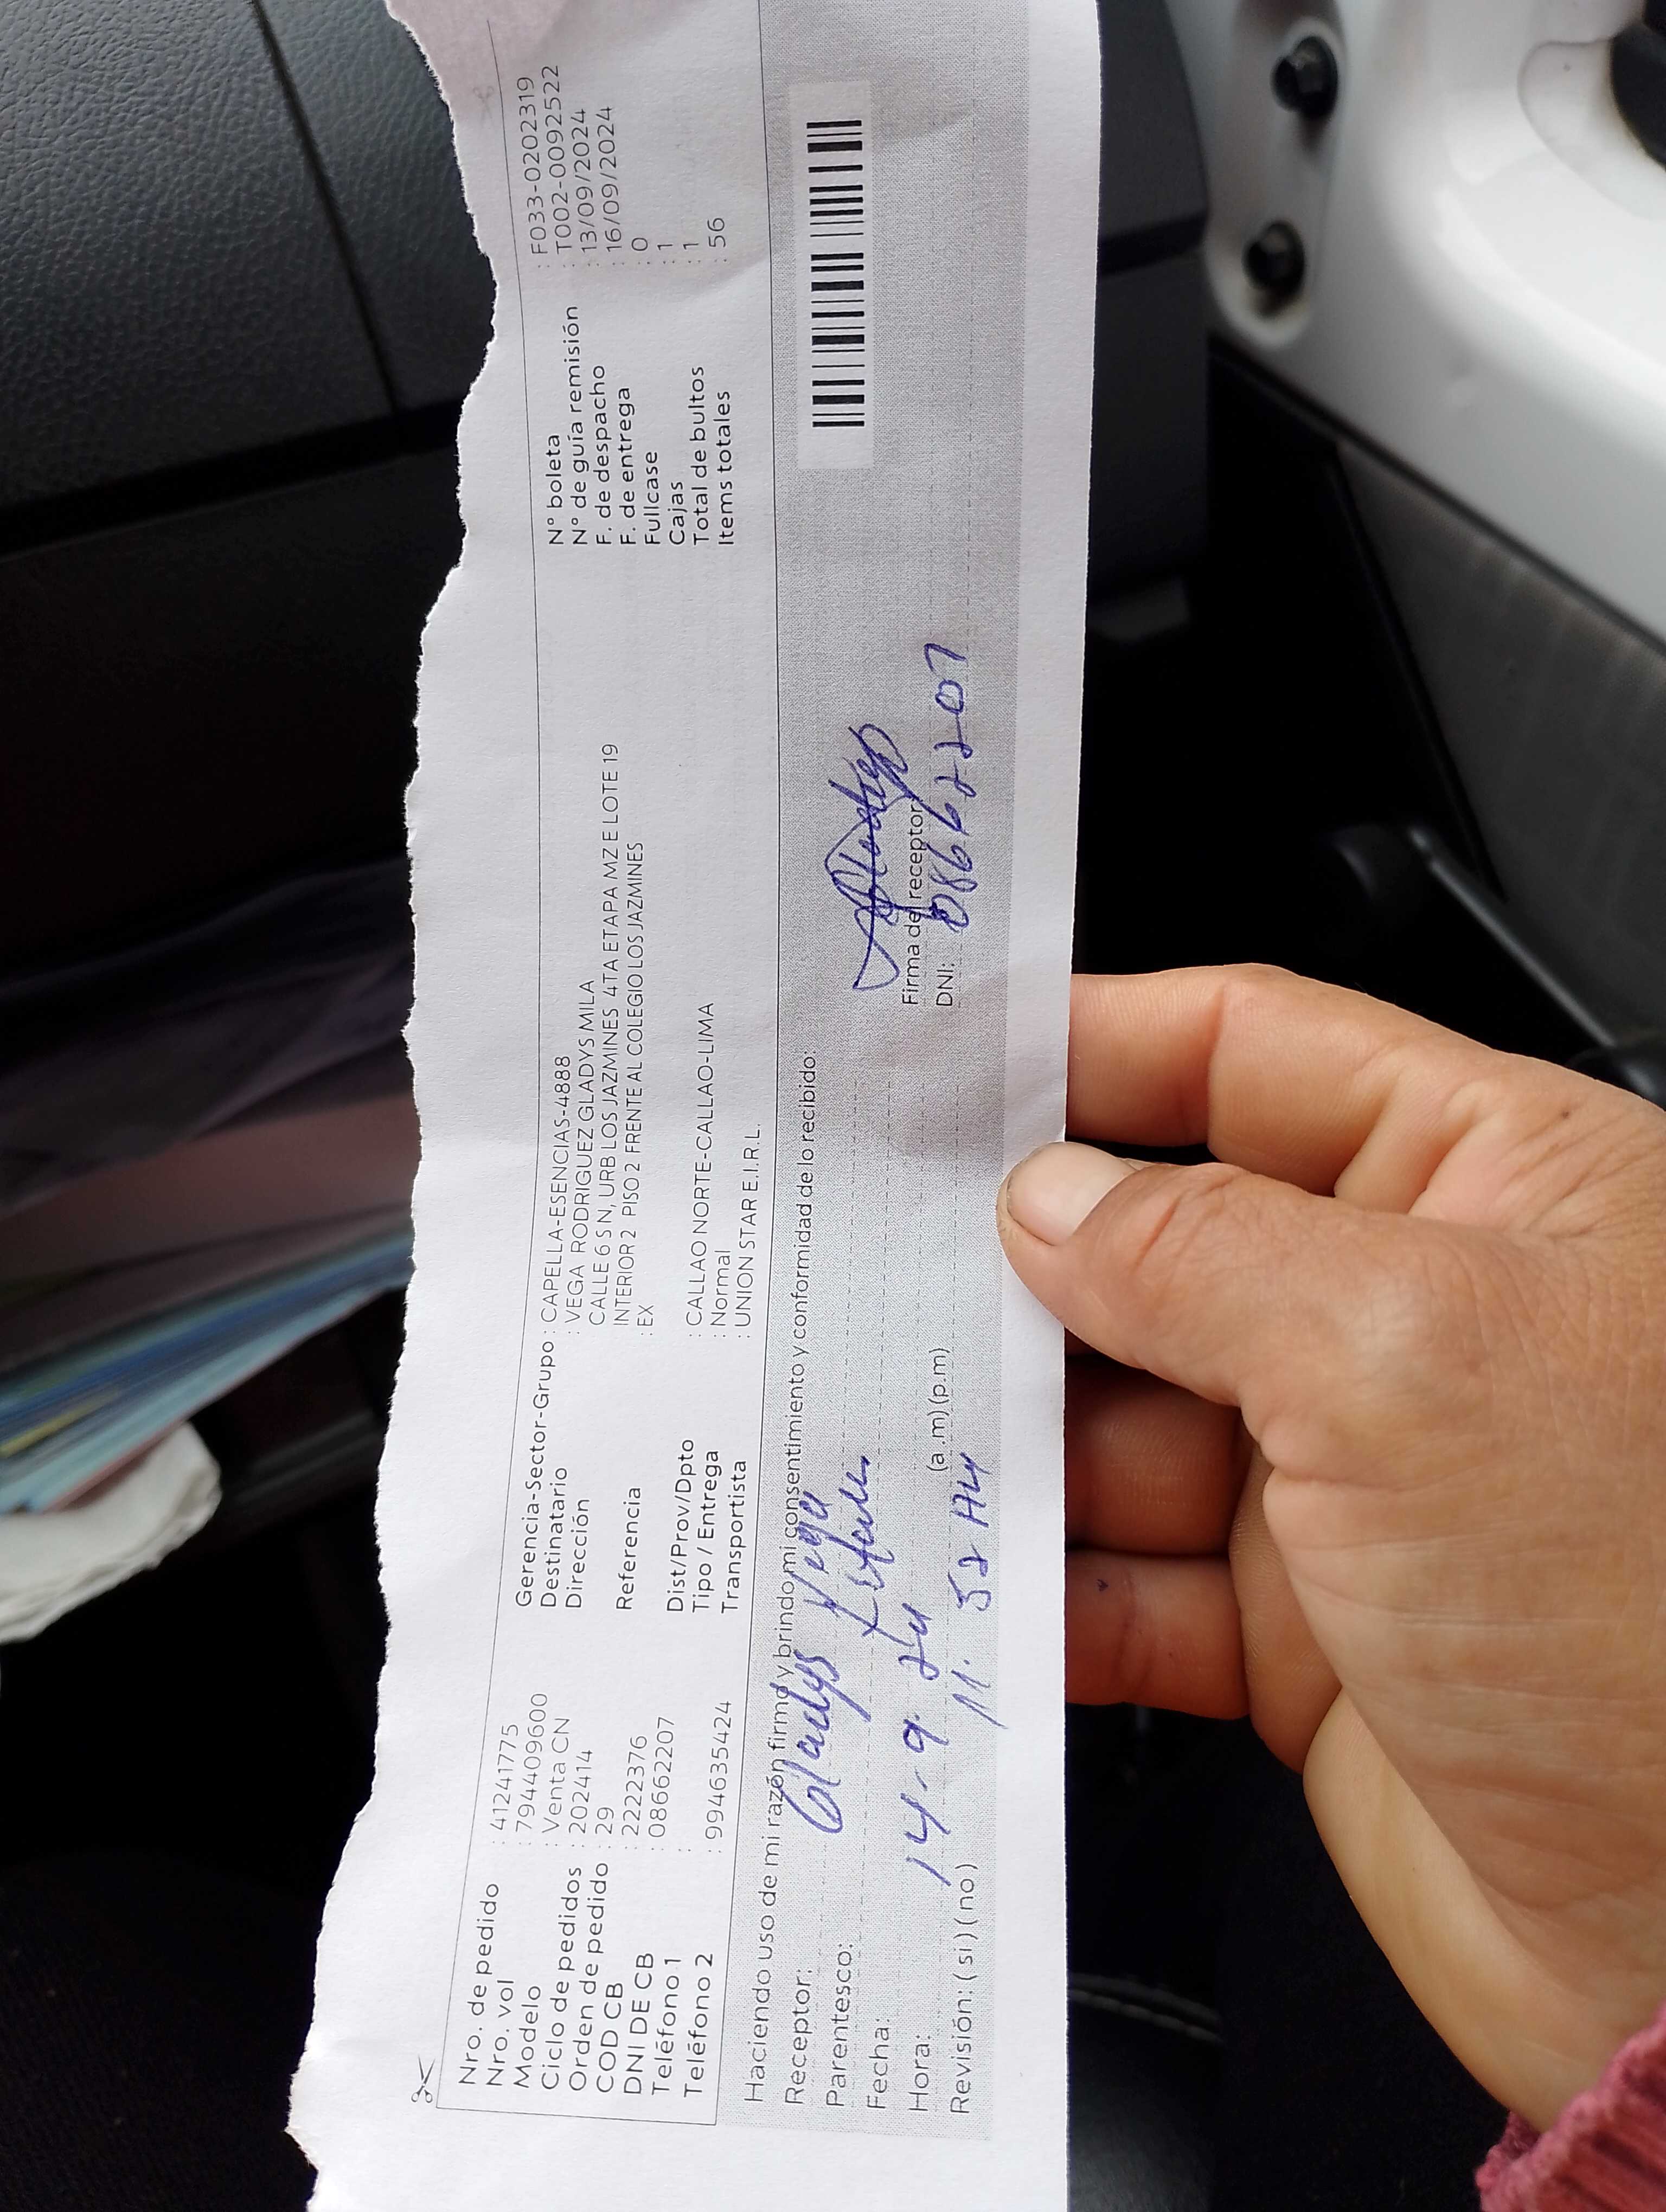 Nro. de pedido : 41241775
Nro. vol : 794409600
Modelo : Venta CN
Ciclo de pedidos : 202414
Orden de pedido : 29
COD CB : 2222376
DNI DE CB : 08662207
Teléfono 1 :
Teléfono 2 : 994635424
Gerencia-Sector-Grupo : CAPELLA-ESENCIAS-4888
Destinatario : VEGA RODRIGUEZ GLADYS MILA
Dirección CALLE 6 SN, URB LOS JAZMINES 4TA ETAPA MZ E LOTE 19
INTERIOR 2 PISO 2 FRENTE AL COLEGIO LOS JAZMINES
Referencia : EX
Dist/Prov/Dpto : CALLAO NORTE-CALLAO-LIMA
Tipo / Entrega : Normal
Transportista : UNION STAR E.I.R.L.
N° boleta : F033-0202319
N° de guía remisión : T002-0092522
F. de despacho : 13/09/2024
F. de entrega : 16/09/2024
Fullcase : 0
Cajas : 1
Total de bultos : 1
Items totales : 56
Haciendo uso de mi razón firmo y brindo mi consentimiento y conformidad de lo recibido:
Receptor: Gladys Vega
Parentesco: Titular
Fecha: 14-9-24
Hora: 11.52 AM (a.m) (p.m)
Revisión: (si) (no)
Firma del receptor
DNI: 08662207